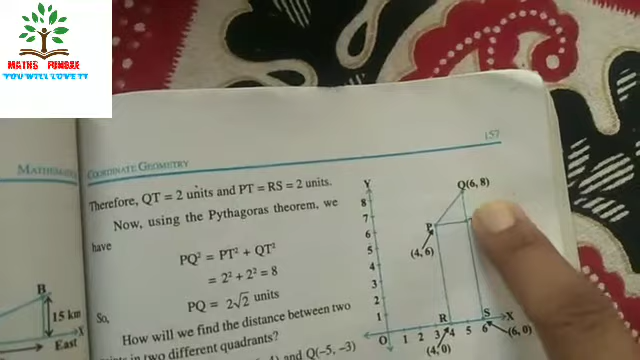 MATHS FUNBEE
YOU WILL LOVE IT
157
COORDINATE GEOMETRY
Therefore, QT = 2 units and PT = RS = 2 units.
Now, using the Pythagoras theorem, we
have
PQ² = PT² + QT²
= 2² + 2² = 8
So,
PQ = 2√2 units
How will we find the distance between two
points in two different quadrants?
and Q(–5, –3)
B
15 km
X
East
Y
8
7
6
5
4
3
2
1
O
1 2 3 4 5 6
X
Q(6, 8)
P
(4, 6)
R
S
(4, 0)
(6, 0)